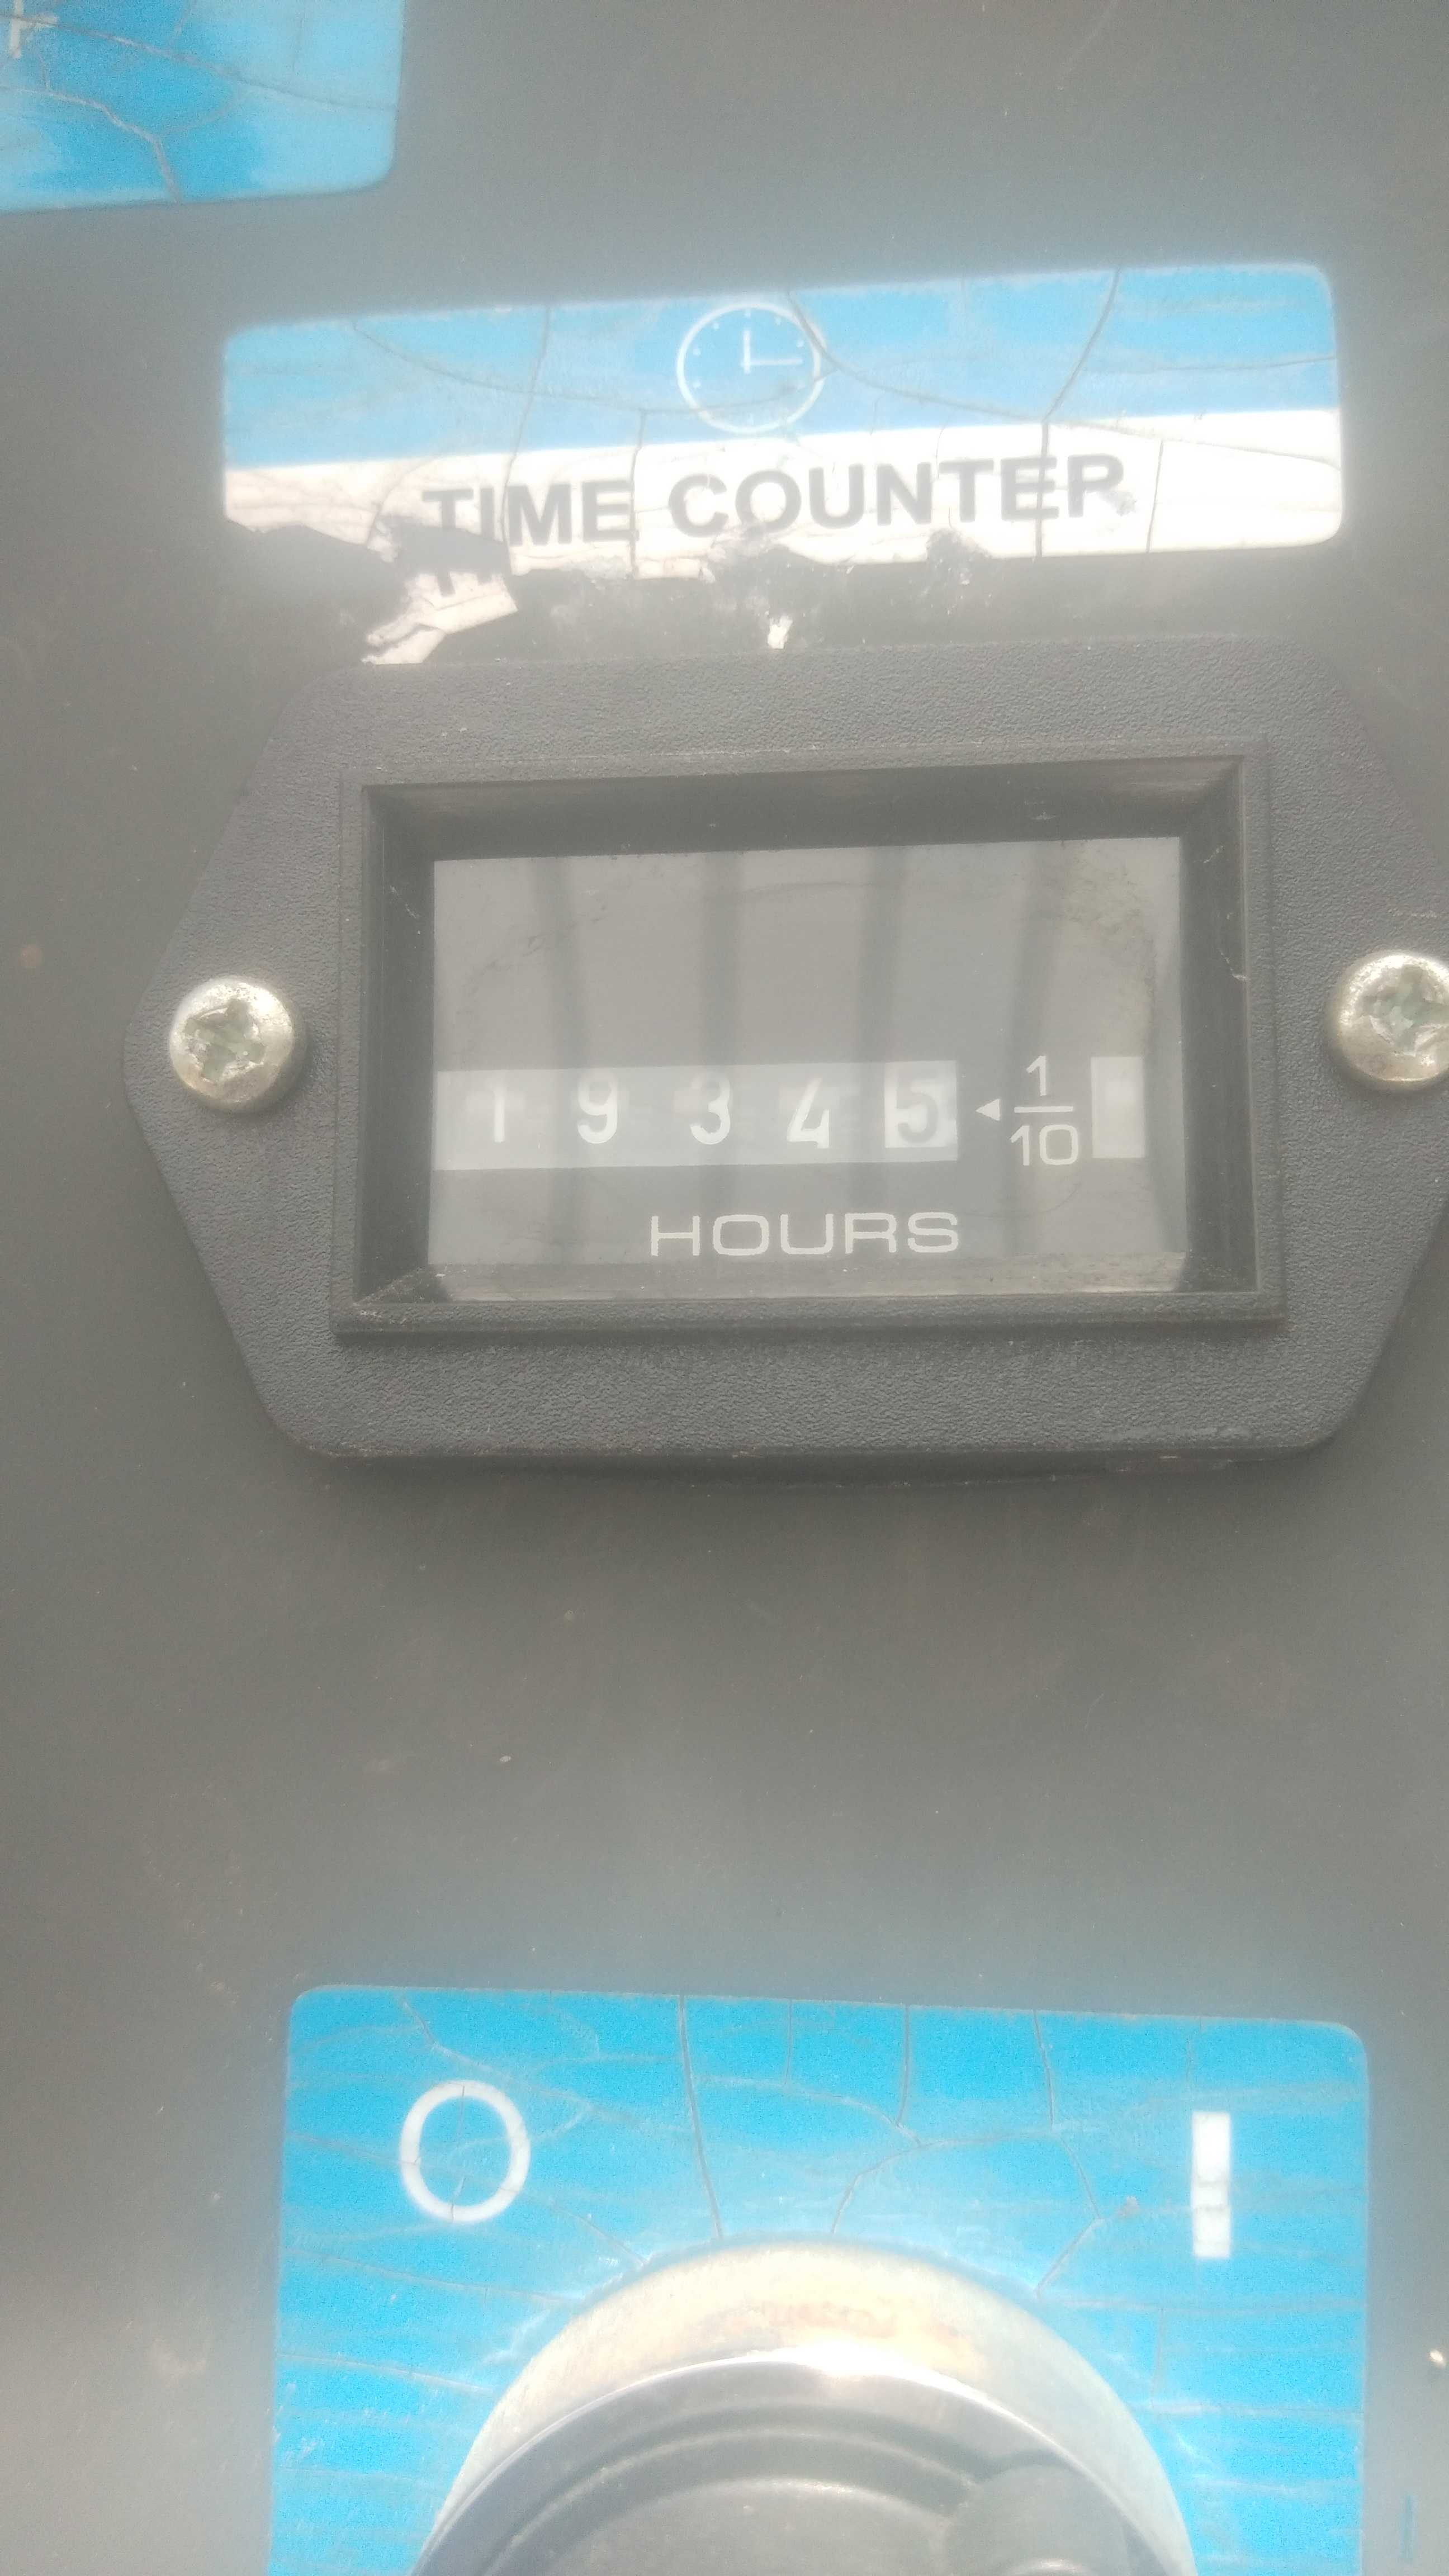 TIME COUNTER
1 9 3 4 5 ◄ 1/10
HOURS
O I